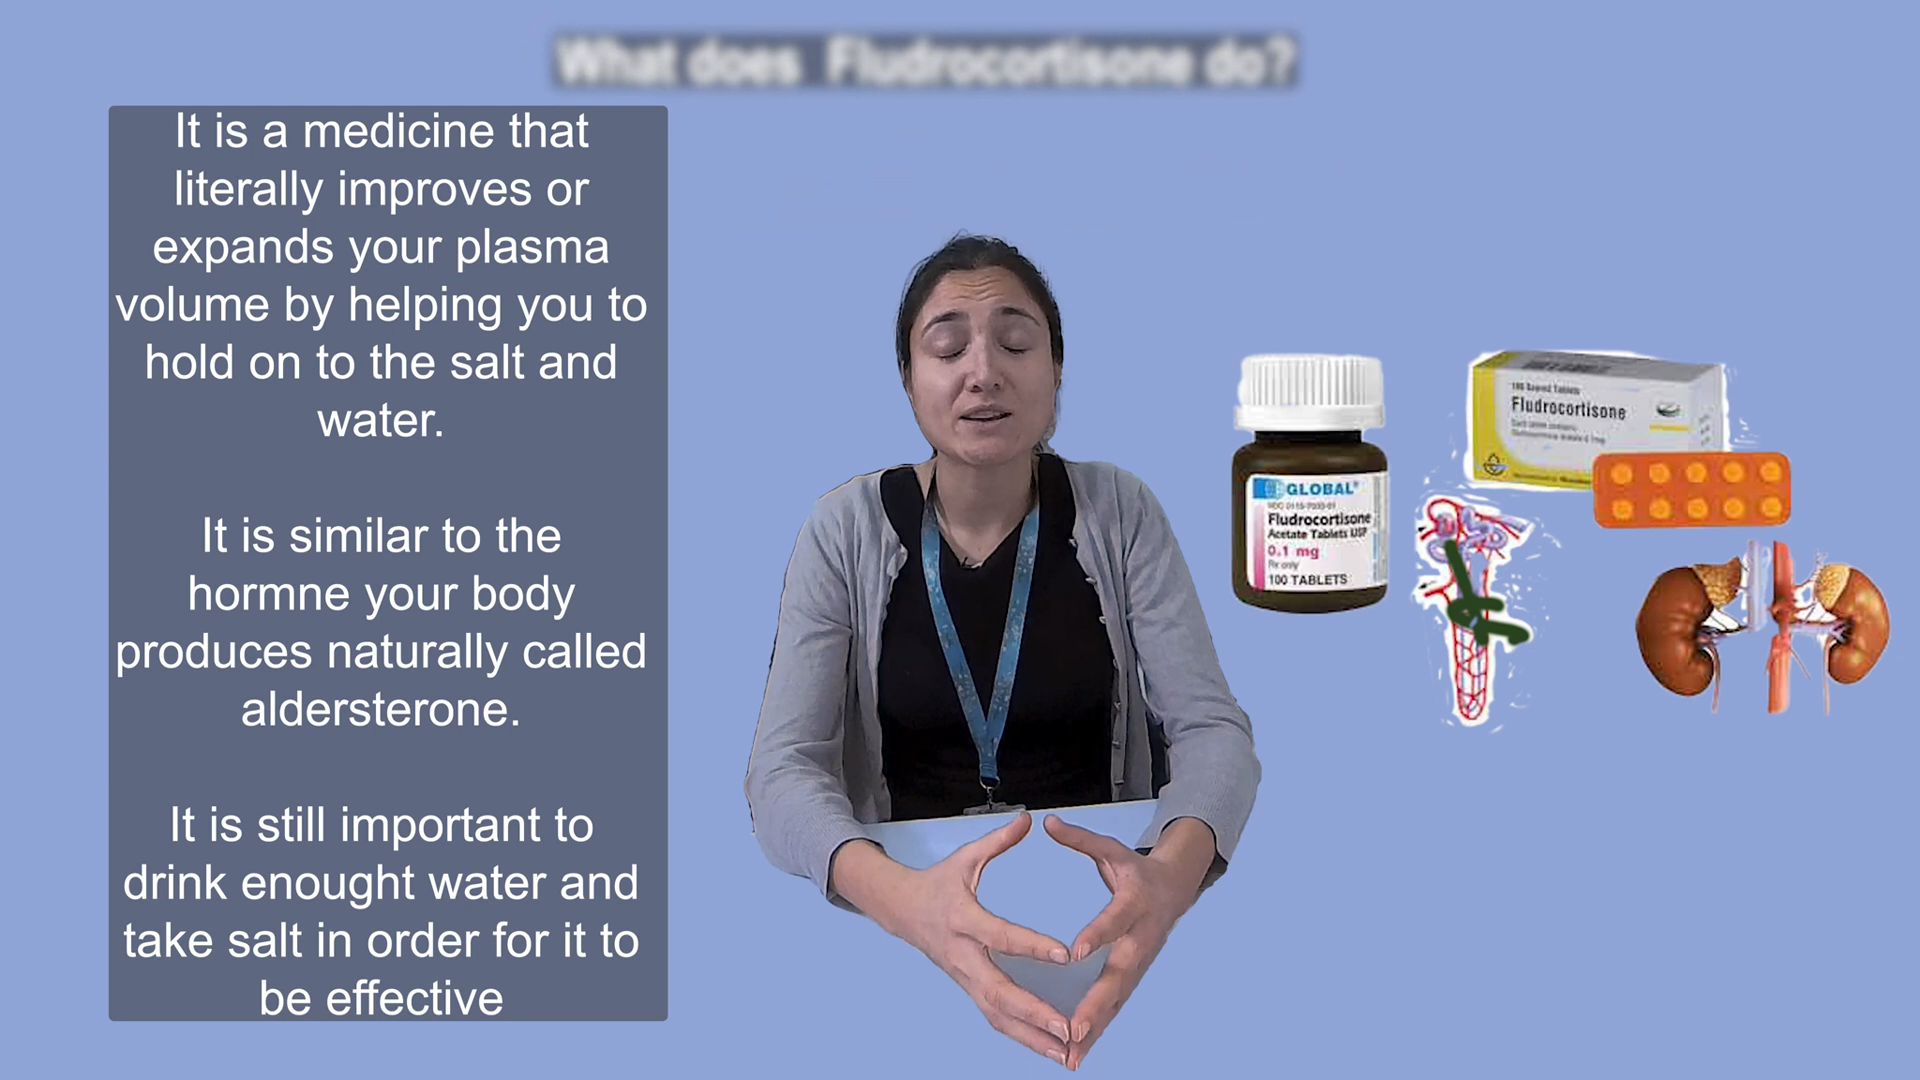 What does Fludrocortisone do?
It is a medicine that
literally improves or
expands your plasma
volume by helping you to
hold on to the salt and
water.
It is similar to the
hormne your body
produces naturally called
aldersterone.
It is still important to
drink enought water and
take salt in order for it to
be effective
GLOBAL
Fludrocortisone
Acetate Tablets USP
0.1 mg
Rx only
100 TABLETS
Fludrocortisone